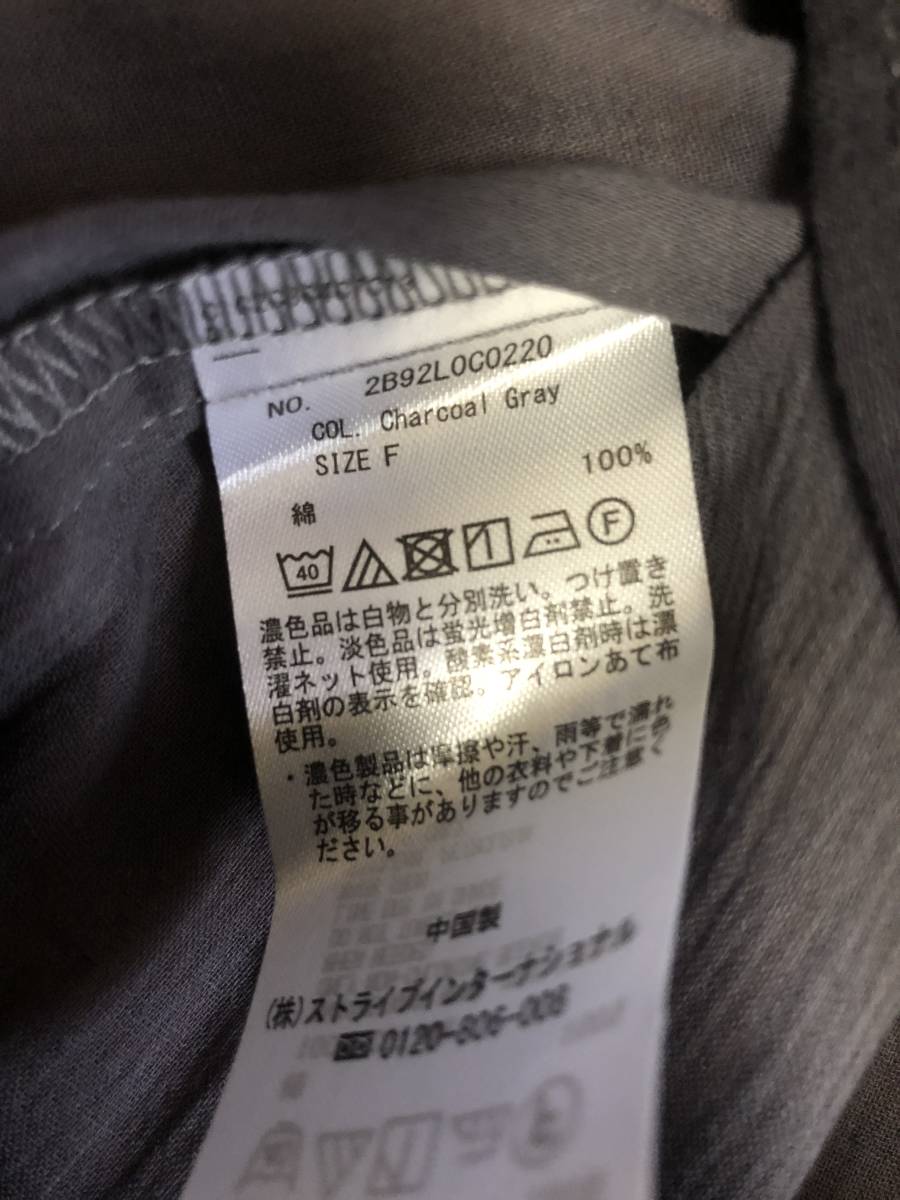 NO. 2B92L0C0220
COL. Charcoal Gray
SIZE F
綿 100%
40 F
濃色品は白物と分別洗い。つけ置き
禁止。淡色品は蛍光増白剤禁止。洗
濯ネット使用。酸素系漂白剤時は漂
白剤の表示を確認。アイロンあて布
使用。
・濃色製品は摩擦や汗、雨等で濡れ
た時などに、他の衣料や下着に色
が移る事がありますのでご注意く
ださい。
中国製
(株)ストライプインターナショナル
0120-806-008